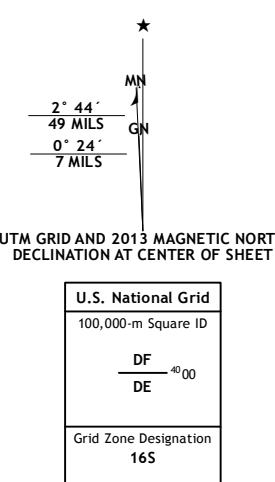 ★
MN
2° 44´
49 MILS
GN
0° 24´
7 MILS
UTM GRID AND 2013 MAGNETIC NORT
DECLINATION AT CENTER OF SHEET
U.S. National Grid
100,000-m Square ID
DF
4000
DE
Grid Zone Designation
16S